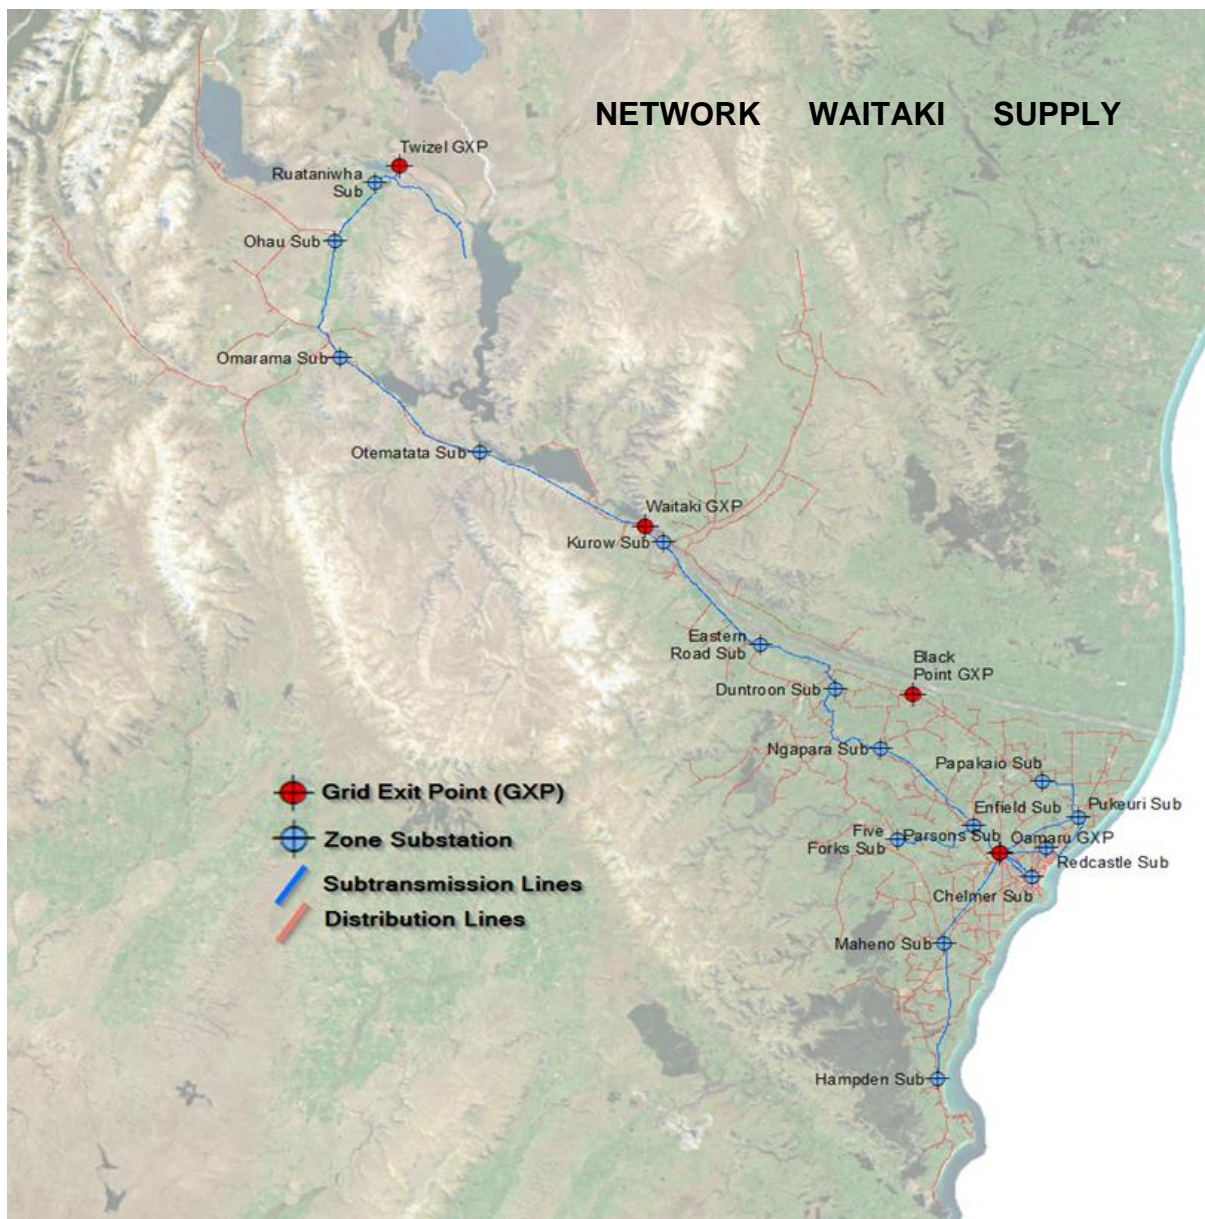 NETWORK WAITAKI SUPPLY
Twizel GXP
Ruataniwha
Sub
Ohau Sub
Omarama Sub
Otematata Sub
Waitaki GXP
Kurow Sub
Eastern
Road Sub
Black
Point GXP
Duntroon Sub
Ngapara Sub
Papakaio Sub
Enfield Sub
Pukeuri Sub
Five
Forks Sub
Parsons Sub
Oamaru GXP
Redcastle Sub
Chelmer Sub
Maheno Sub
Hampden Sub
Grid Exit Point (GXP)
Zone Substation
Subtransmission Lines
Distribution Lines